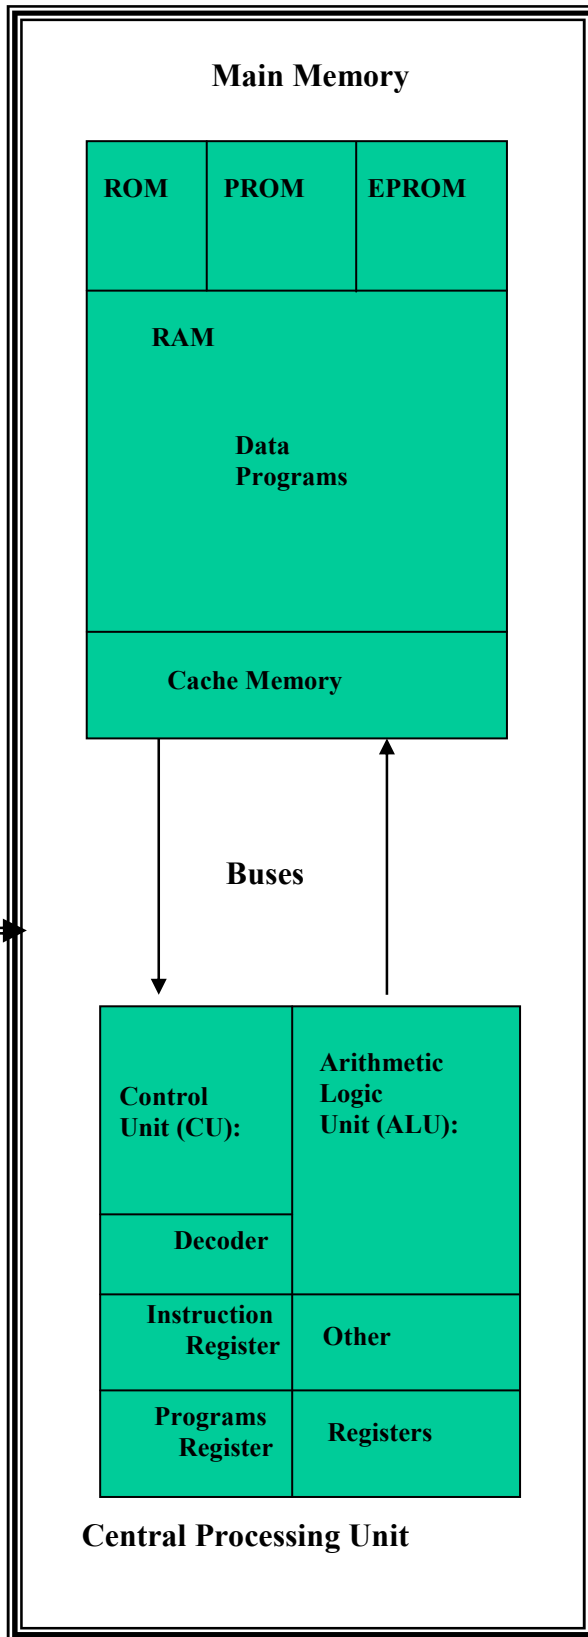 Main Memory
ROM PROM EPROM
RAM
Data
Programs
Cache Memory
Buses
Control
Unit (CU):
Arithmetic
Logic
Unit (ALU):
Decoder
Instruction
Register
Other
Programs
Register
Registers
Central Processing Unit